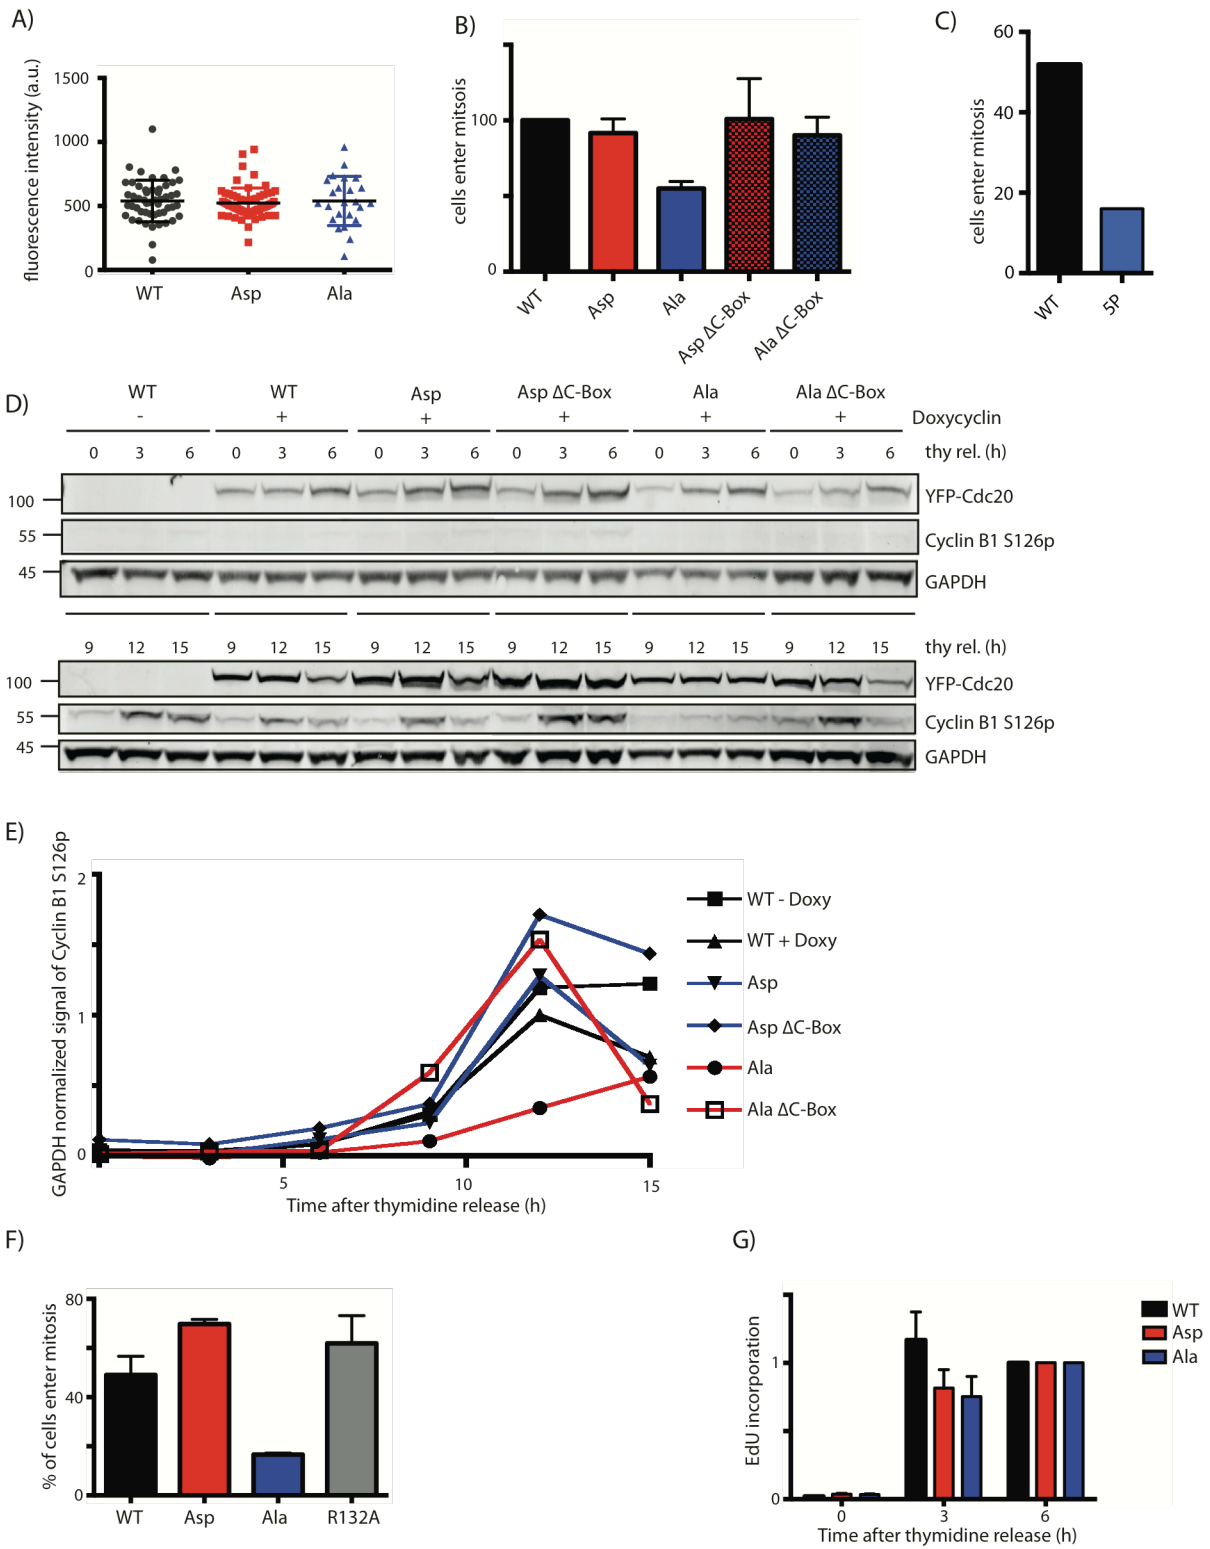 A)
fluorescence intensity (a.u.)
1500
1000
500
0
WT Asp Ala
B)
cells enter mitsois
100
0
WT Asp Ala Asp ΔC-Box Ala ΔC-Box
C)
cells enter mitosis
60
40
20
0
WT 5P
D)
WT WT Asp Asp ΔC-Box Ala Ala ΔC-Box
- + + + + + Doxycyclin
0 3 6 0 3 6 0 3 6 0 3 6 0 3 6 0 3 6 thy rel. (h)
100 YFP-Cdc20
55 Cyclin B1 S126p
45 GAPDH
9 12 15 9 12 15 9 12 15 9 12 15 9 12 15 9 12 15 thy rel. (h)
100 YFP-Cdc20
55 Cyclin B1 S126p
45 GAPDH
E)
GAPDH normalized signal of Cyclin B1 S126p
2
1
0
5 10 15
Time after thymidine release (h)
WT - Doxy
WT + Doxy
Asp
Asp ΔC-Box
Ala
Ala ΔC-Box
F)
% of cells enter mitosis
80
40
0
WT Asp Ala R132A
G)
EdU incorporation
1
0
0 3 6
Time after thymidine release (h)
WT
Asp
Ala